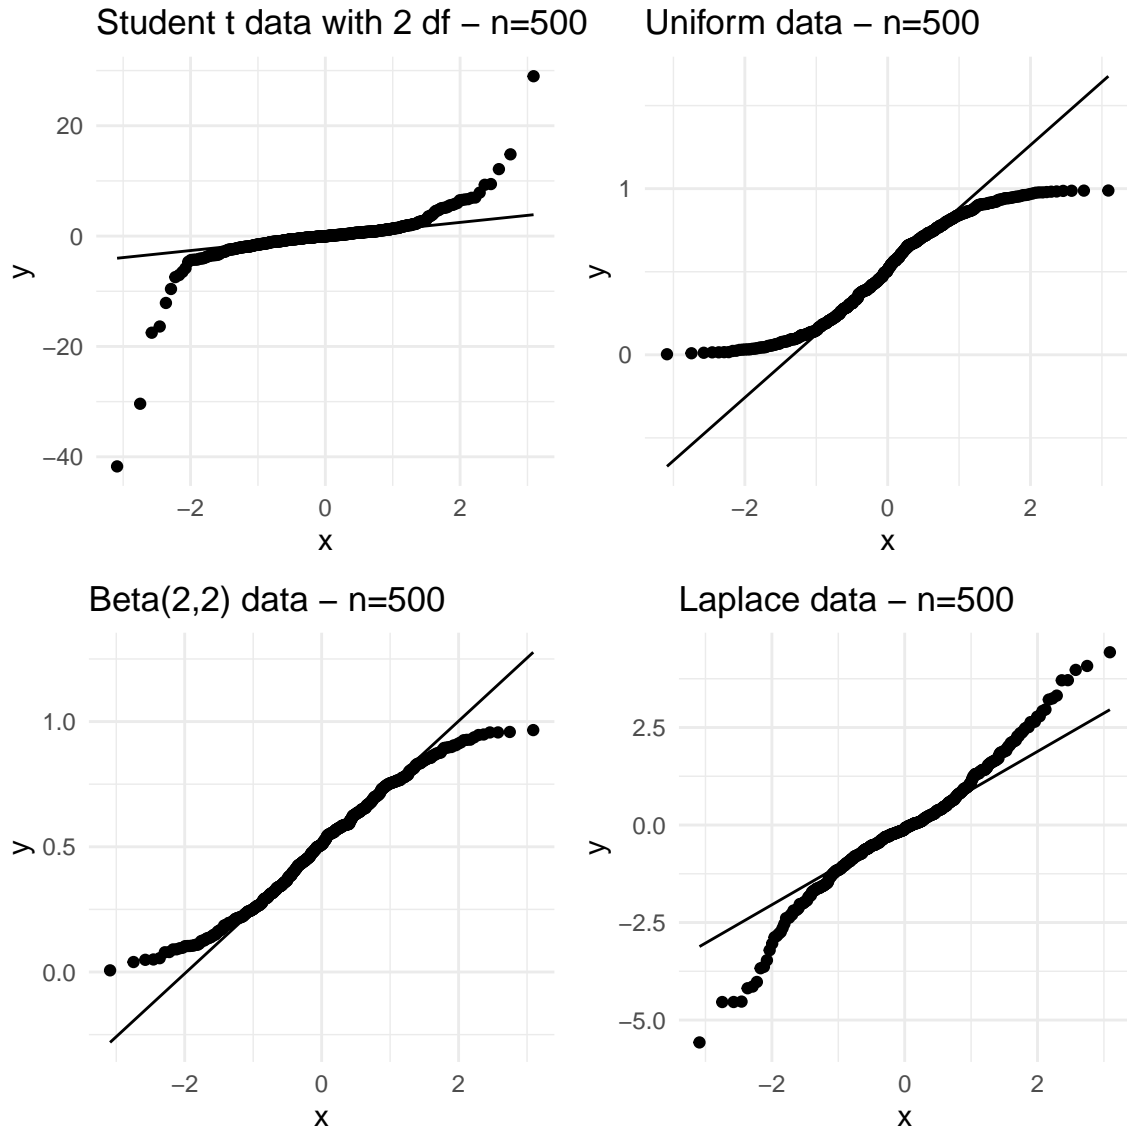 Student t data with 2 df − n=500
20
0
−20
−40
y
−2
0
2
x
Uniform data − n=500
1
0
y
−2
0
2
x
Beta(2,2) data − n=500
1.0
0.5
0.0
y
−2
0
2
x
Laplace data − n=500
2.5
0.0
−2.5
−5.0
y
−2
0
2
x